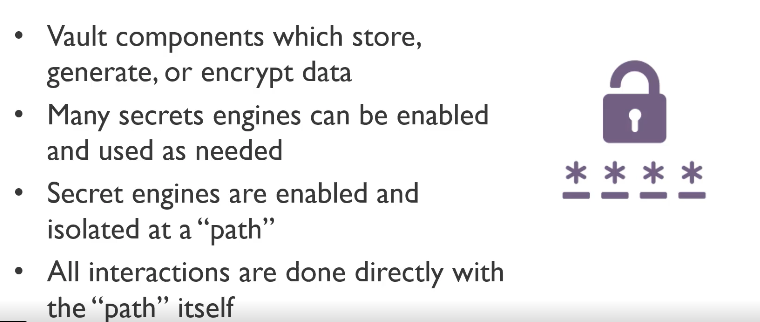 • Vault components which store,
generate, or encrypt data
• Many secrets engines can be enabled
and used as needed
• Secret engines are enabled and
isolated at a “path”
• All interactions are done directly with
the “path” itself
* * * *